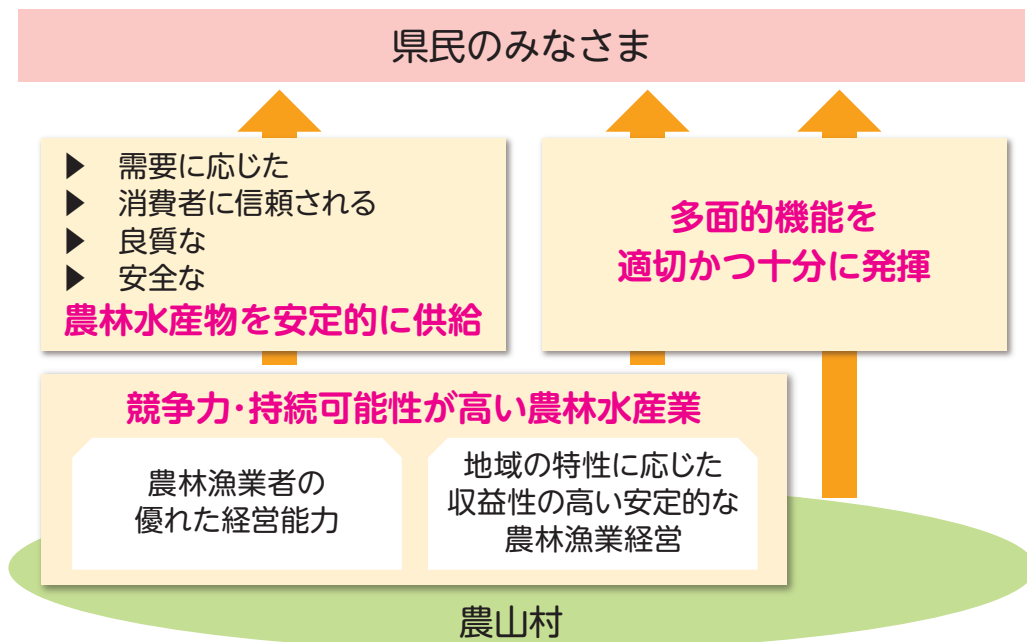 県民のみなさま
▶ 需要に応じた
▶ 消費者に信頼される
▶ 良質な
▶ 安全な
農林水産物を安定的に供給
多面的機能を
適切かつ十分に発揮
競争力・持続可能性が高い農林水産業
農林漁業者の
優れた経営能力
地域の特性に応じた
収益性の高い安定的な
農林漁業経営
農山村